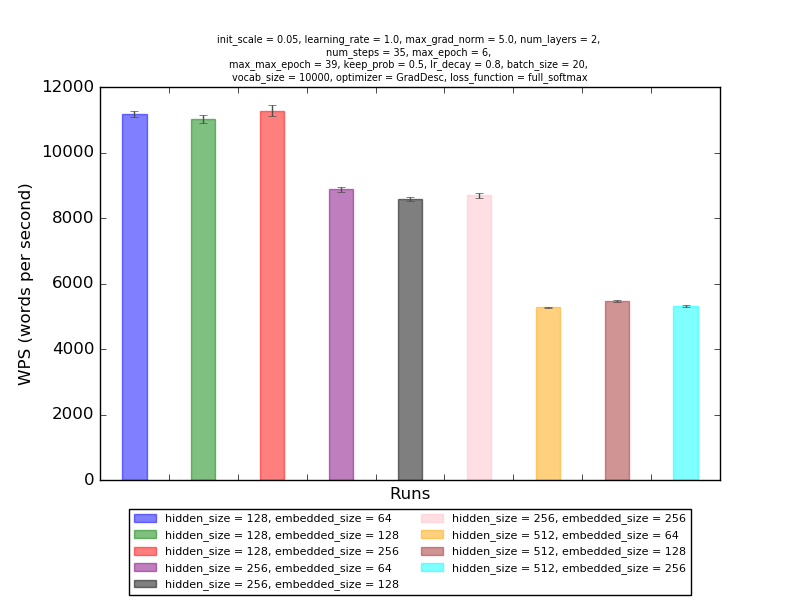 init_scale = 0.05, learning_rate = 1.0, max_grad_norm = 5.0, num_layers = 2,
num_steps = 35, max_epoch = 6,
max_max_epoch = 39, keep_prob = 0.5, lr_decay = 0.8, batch_size = 20,
vocab_size = 10000, optimizer = GradDesc, loss_function = full_softmax
12000
10000
8000
6000
4000
2000
0
WPS (words per second)
Runs
hidden_size = 128, embedded_size = 64
hidden_size = 128, embedded_size = 128
hidden_size = 128, embedded_size = 256
hidden_size = 256, embedded_size = 64
hidden_size = 256, embedded_size = 128
hidden_size = 256, embedded_size = 256
hidden_size = 512, embedded_size = 64
hidden_size = 512, embedded_size = 128
hidden_size = 512, embedded_size = 256